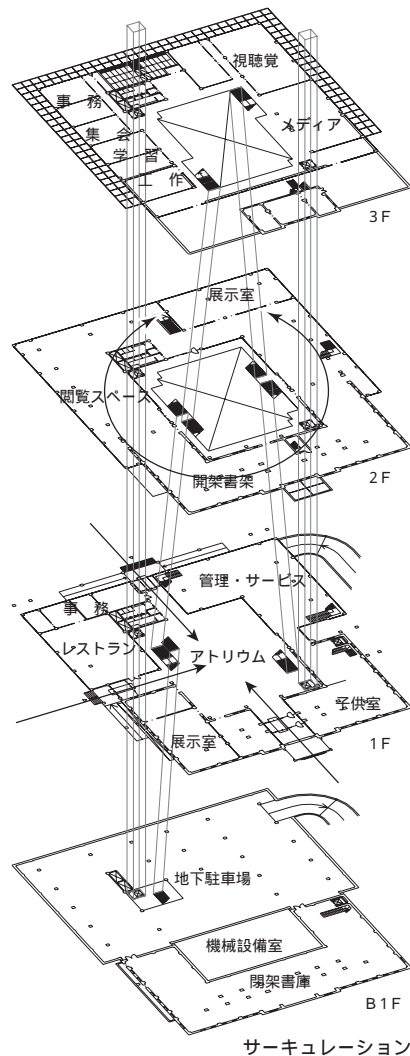 視聴覚
事務
メディア
集会
学習
工作
3F
展示室
閲覧スペース
開架書架
2F
管理・サービス
事務
レストラン
アトリウム
子供室
展示室
1F
地下駐車場
機械設備室
閉架書庫
B1F
サーキュレーション